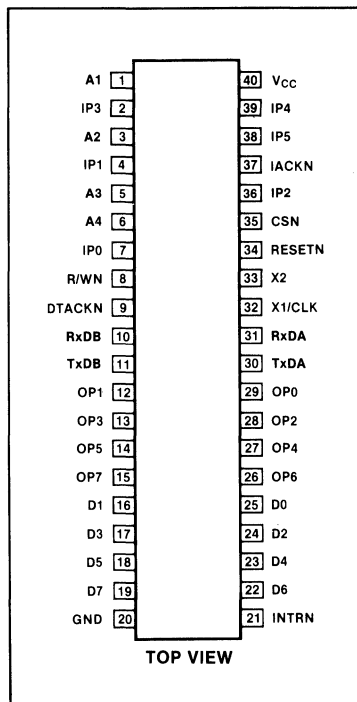 A1 1 40 VCC
IP3 2 39 IP4
A2 3 38 IP5
IP1 4 37 IACKN
A3 5 36 IP2
A4 6 35 CSN
IP0 7 34 RESETN
R/WN 8 33 X2
DTACKN 9 32 X1/CLK
RxDB 10 31 RxDA
TxDB 11 30 TxDA
OP1 12 29 OP0
OP3 13 28 OP2
OP5 14 27 OP4
OP7 15 26 OP6
D1 16 25 D0
D3 17 24 D2
D5 18 23 D4
D7 19 22 D6
GND 20 21 INTRN
TOP VIEW